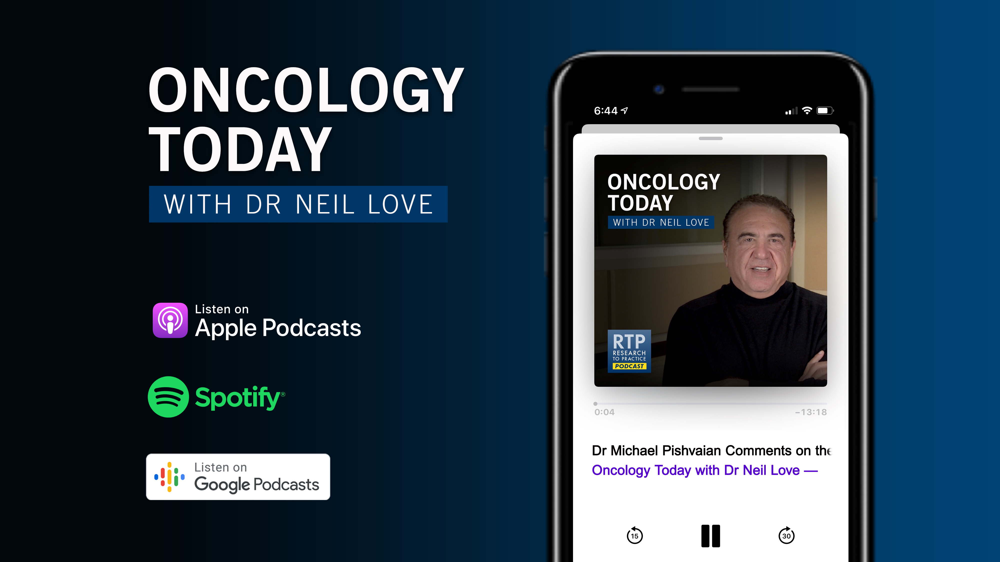 ONCOLOGY
TODAY
WITH DR NEIL LOVE
Listen on
Apple Podcasts
Spotify®
Listen on
Google Podcasts
6:44
ONCOLOGY
TODAY
WITH DR NEIL LOVE
RTP
RESEARCH
TO PRACTICE
PODCAST
0:04 –13:18
Dr Michael Pishvaian Comments on the
Oncology Today with Dr Neil Love —
15 30